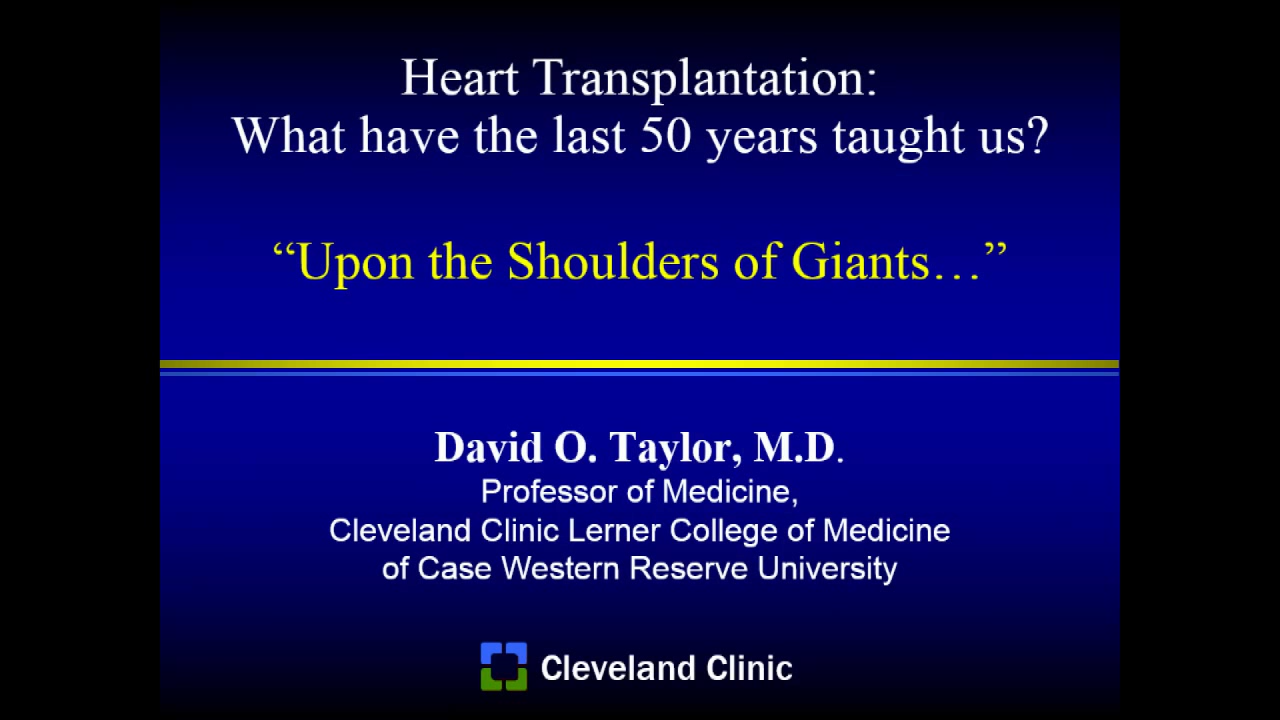 Heart Transplantation:
What have the last 50 years taught us?
“Upon the Shoulders of Giants…”
David O. Taylor, M.D.
Professor of Medicine,
Cleveland Clinic Lerner College of Medicine
of Case Western Reserve University
Cleveland Clinic